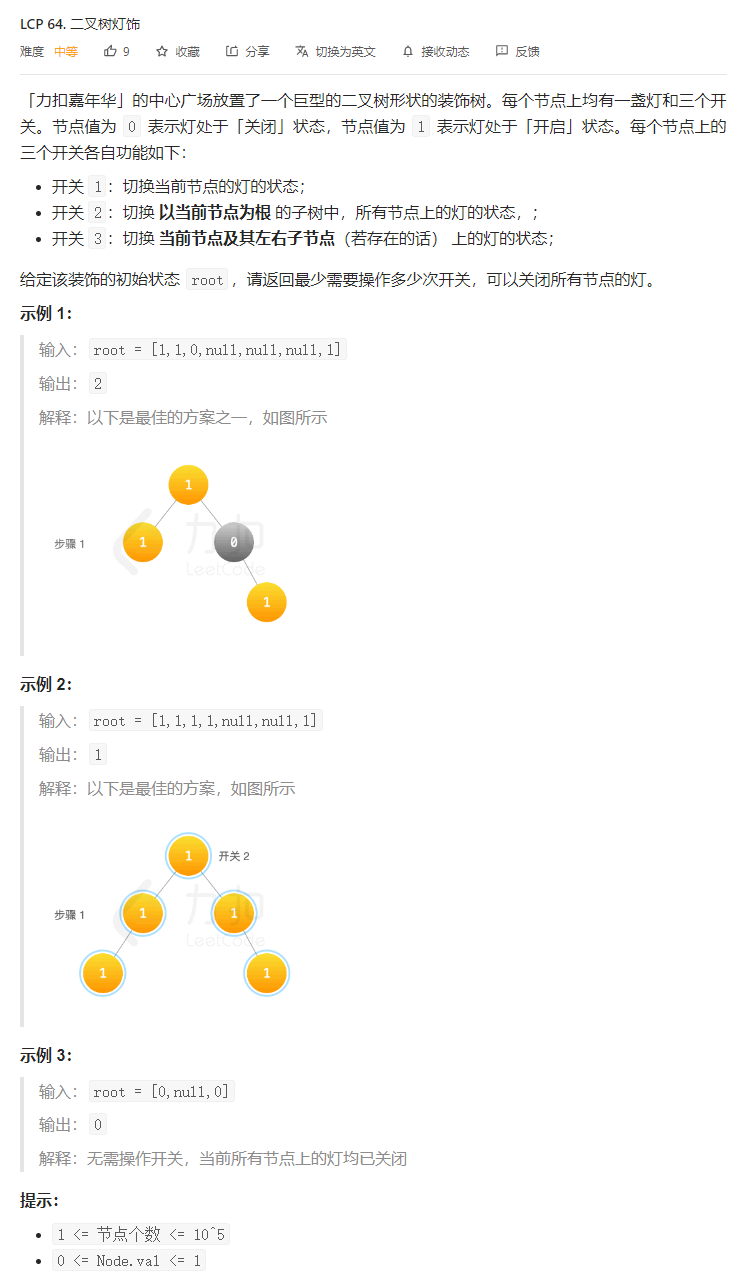 LCP 64. 二叉树灯饰
难度 中等 9 收藏 分享 切换为英文 接收动态 反馈
「力扣嘉年华」的中心广场放置了一个巨型的二叉树形状的装饰树。每个节点上均有一盏灯和三个开
关。节点值为 0 表示灯处于「关闭」状态，节点值为 1 表示灯处于「开启」状态。每个节点上的
三个开关各自功能如下：
• 开关 1：切换当前节点的灯的状态；
• 开关 2：切换 以当前节点为根 的子树中，所有节点上的灯的状态，；
• 开关 3：切换 当前节点及其左右子节点（若存在的话） 上的灯的状态；
给定该装饰的初始状态 root，请返回最少需要操作多少次开关，可以关闭所有节点的灯。
示例 1：
输入： root = [1,1,0,null,null,null,1]
输出：2
解释：以下是最佳的方案之一，如图所示
1
步骤 1 1 0
力扣
LeetCode
1
示例 2：
输入： root = [1,1,1,1,null,null,1]
输出：1
解释：以下是最佳的方案，如图所示
1 开关 2
步骤 1 1 1
力扣
LeetCode
1 1
示例 3：
输入： root = [0,null,0]
输出：0
解释：无需操作开关，当前所有节点上的灯均已关闭
提示：
• 1 <= 节点个数 <= 10^5
• 0 <= Node.val <= 1